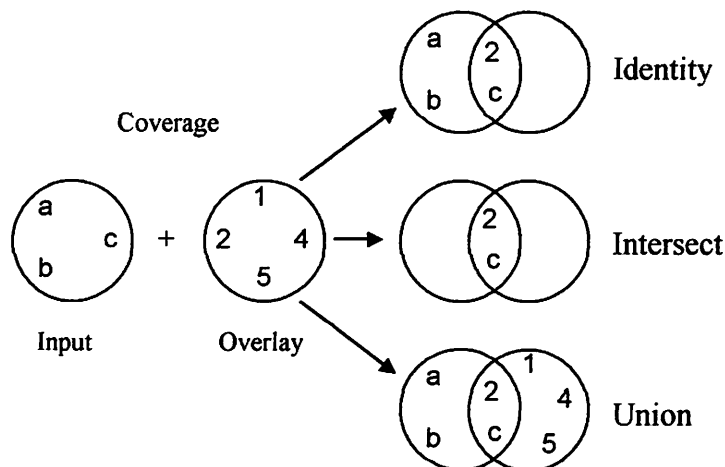 a
2
Identity
b
c
Coverage
a
c
b
+
1
2
4
5
2
c
Intersect
Input
Overlay
a
2
1
4
Union
b
c
5